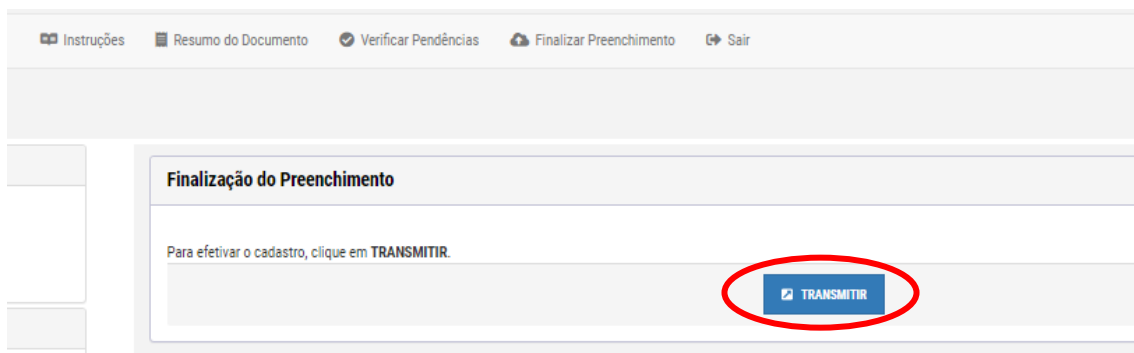 Instruções Resumo do Documento Verificar Pendências Finalizar Preenchimento Sair
Finalização do Preenchimento
Para efetivar o cadastro, clique em TRANSMITIR.
TRANSMITIR